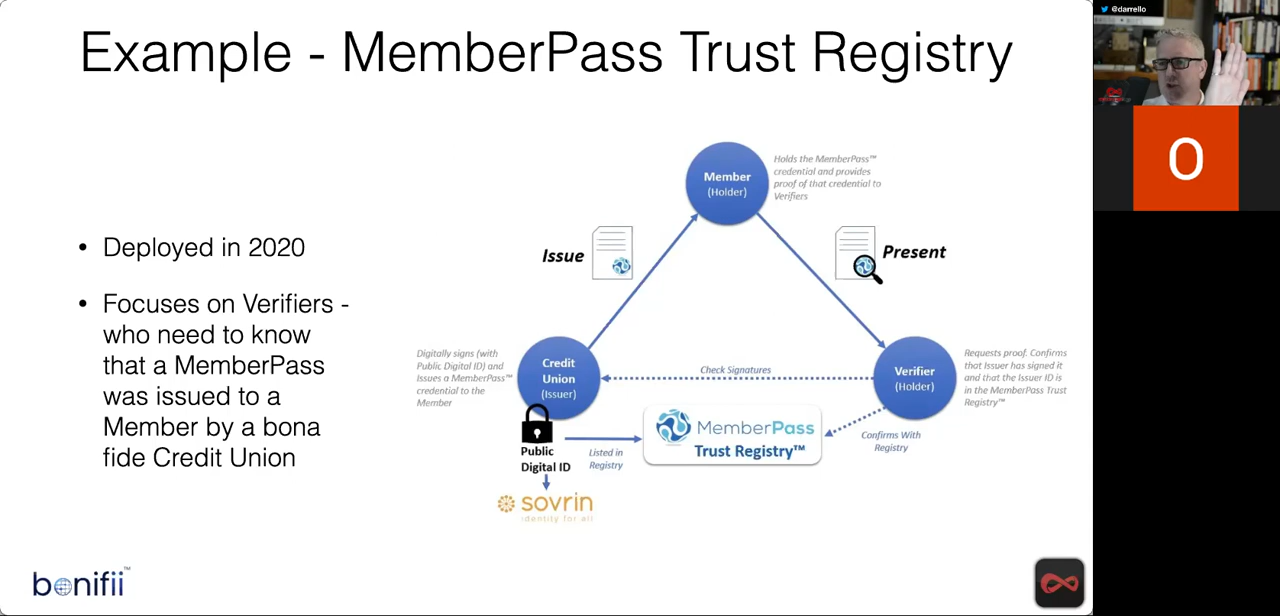 Example - MemberPass Trust Registry
@darrello
O
• Deployed in 2020
• Focuses on Verifiers -
who need to know
that a MemberPass
was issued to a
Member by a bona
fide Credit Union
Member
(Holder)
Holds the MemberPass™
credential and provides
proof of that credential to
Verifiers
Issue
Present
Digitally signs (with
Public Digital ID) and
Issues a MemberPass™
credential to the
Member
Credit
Union
(Issuer)
Check Signatures
Verifier
(Holder)
Requests proof. Confirms
that Issuer has signed it
and that the Issuer ID is
in the MemberPass Trust
Registry™
Public
Digital ID
Listed in
Registry
MemberPass
Trust Registry™
Confirms With
Registry
sovrin
identity for all
bonifii™